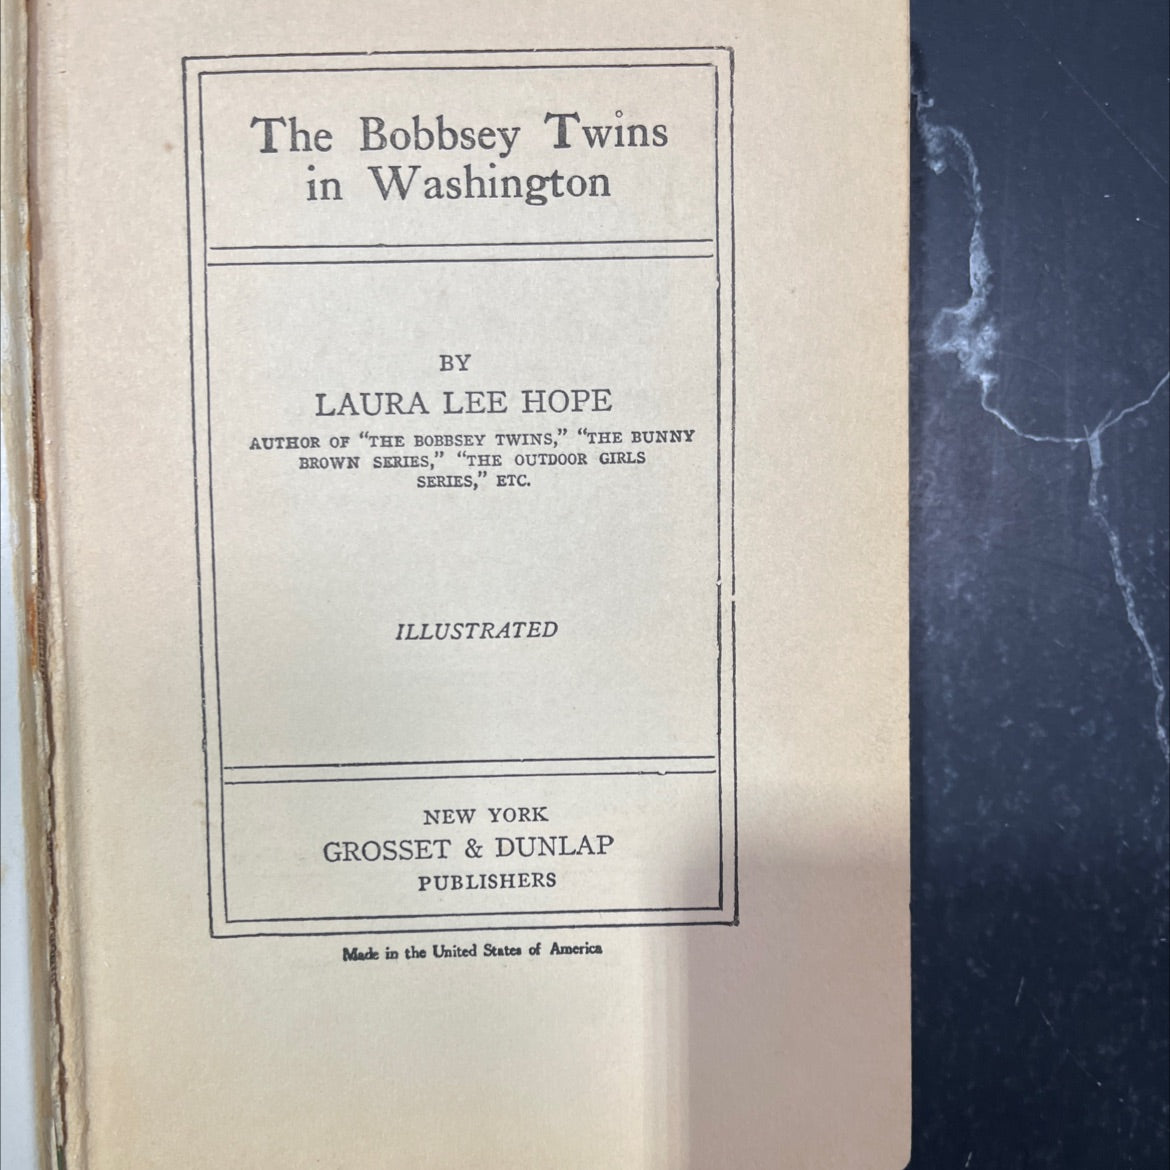 The Bobbsey Twins
in Washington
BY
LAURA LEE HOPE
AUTHOR OF “THE BOBBSEY TWINS,” “THE BUNNY
BROWN SERIES,” “THE OUTDOOR GIRLS
SERIES,” ETC.
ILLUSTRATED
NEW YORK
GROSSET & DUNLAP
PUBLISHERS
Made in the United States of America